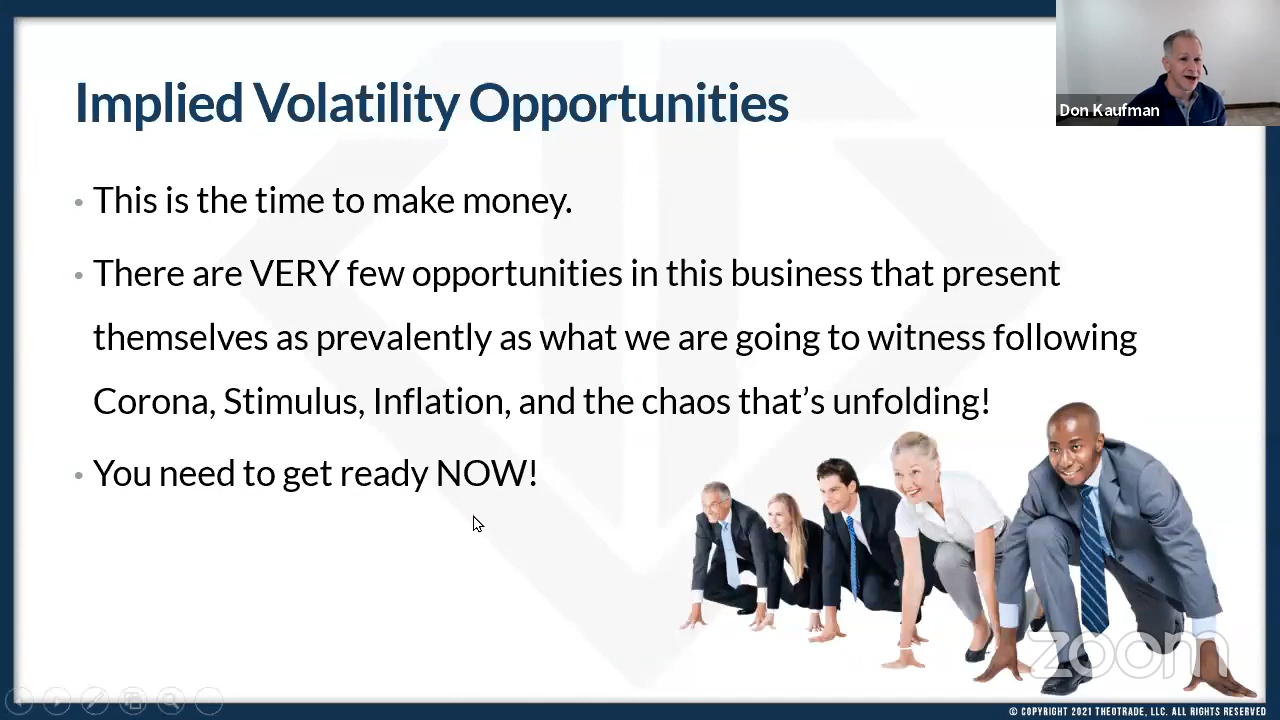 Implied Volatility Opportunities
Don Kaufman
• This is the time to make money.
• There are VERY few opportunities in this business that present
themselves as prevalently as what we are going to witness following
Corona, Stimulus, Inflation, and the chaos that's unfolding!
• You need to get ready NOW!
zoom
© COPYRIGHT 2021 THEOTRADE, LLC. ALL RIGHTS RESERVED